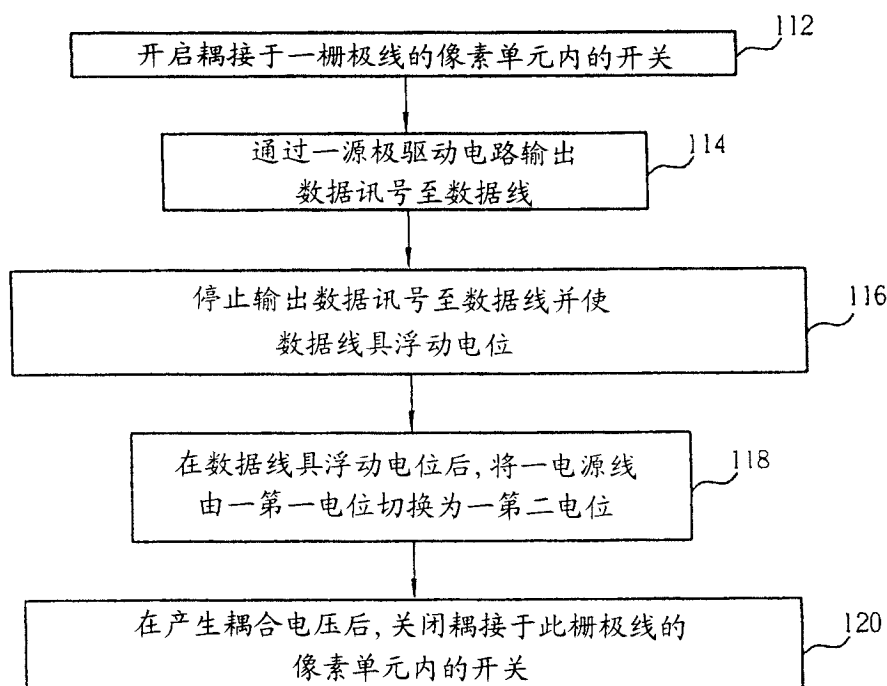 112
开启耦接于一栅极线的像素单元内的开关
114
通过一源极驱动电路输出
数据讯号至数据线
116
停止输出数据讯号至数据线并使
数据线具浮动电位
118
在数据线具浮动电位后,将一电源线
由一第一电位切换为一第二电位
120
在产生耦合电压后,关闭耦接于此栅极线的
像素单元内的开关